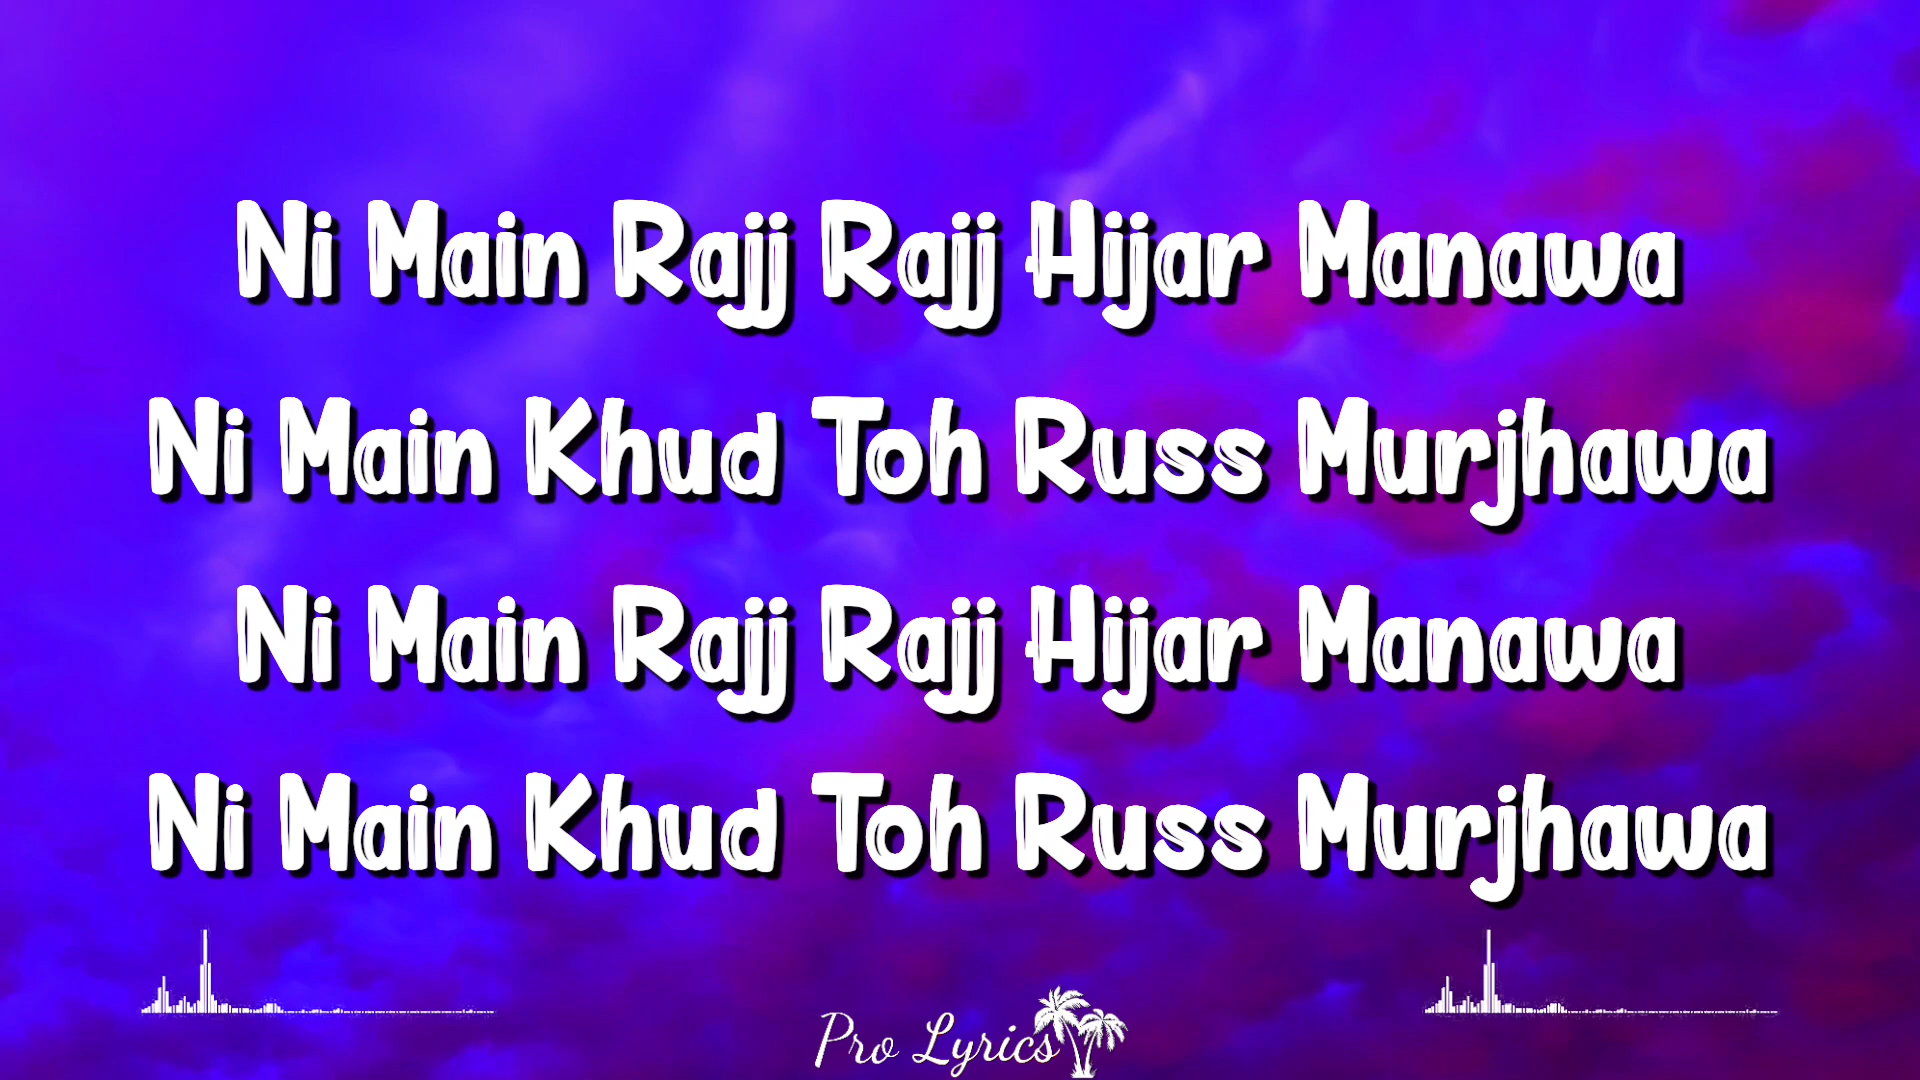 Ni Main Rajj Rajj Hijar Manawa
Ni Main Khud Toh Russ Murjhawa
Ni Main Rajj Rajj Hijar Manawa
Ni Main Khud Toh Russ Murjhawa
Pro Lyrics